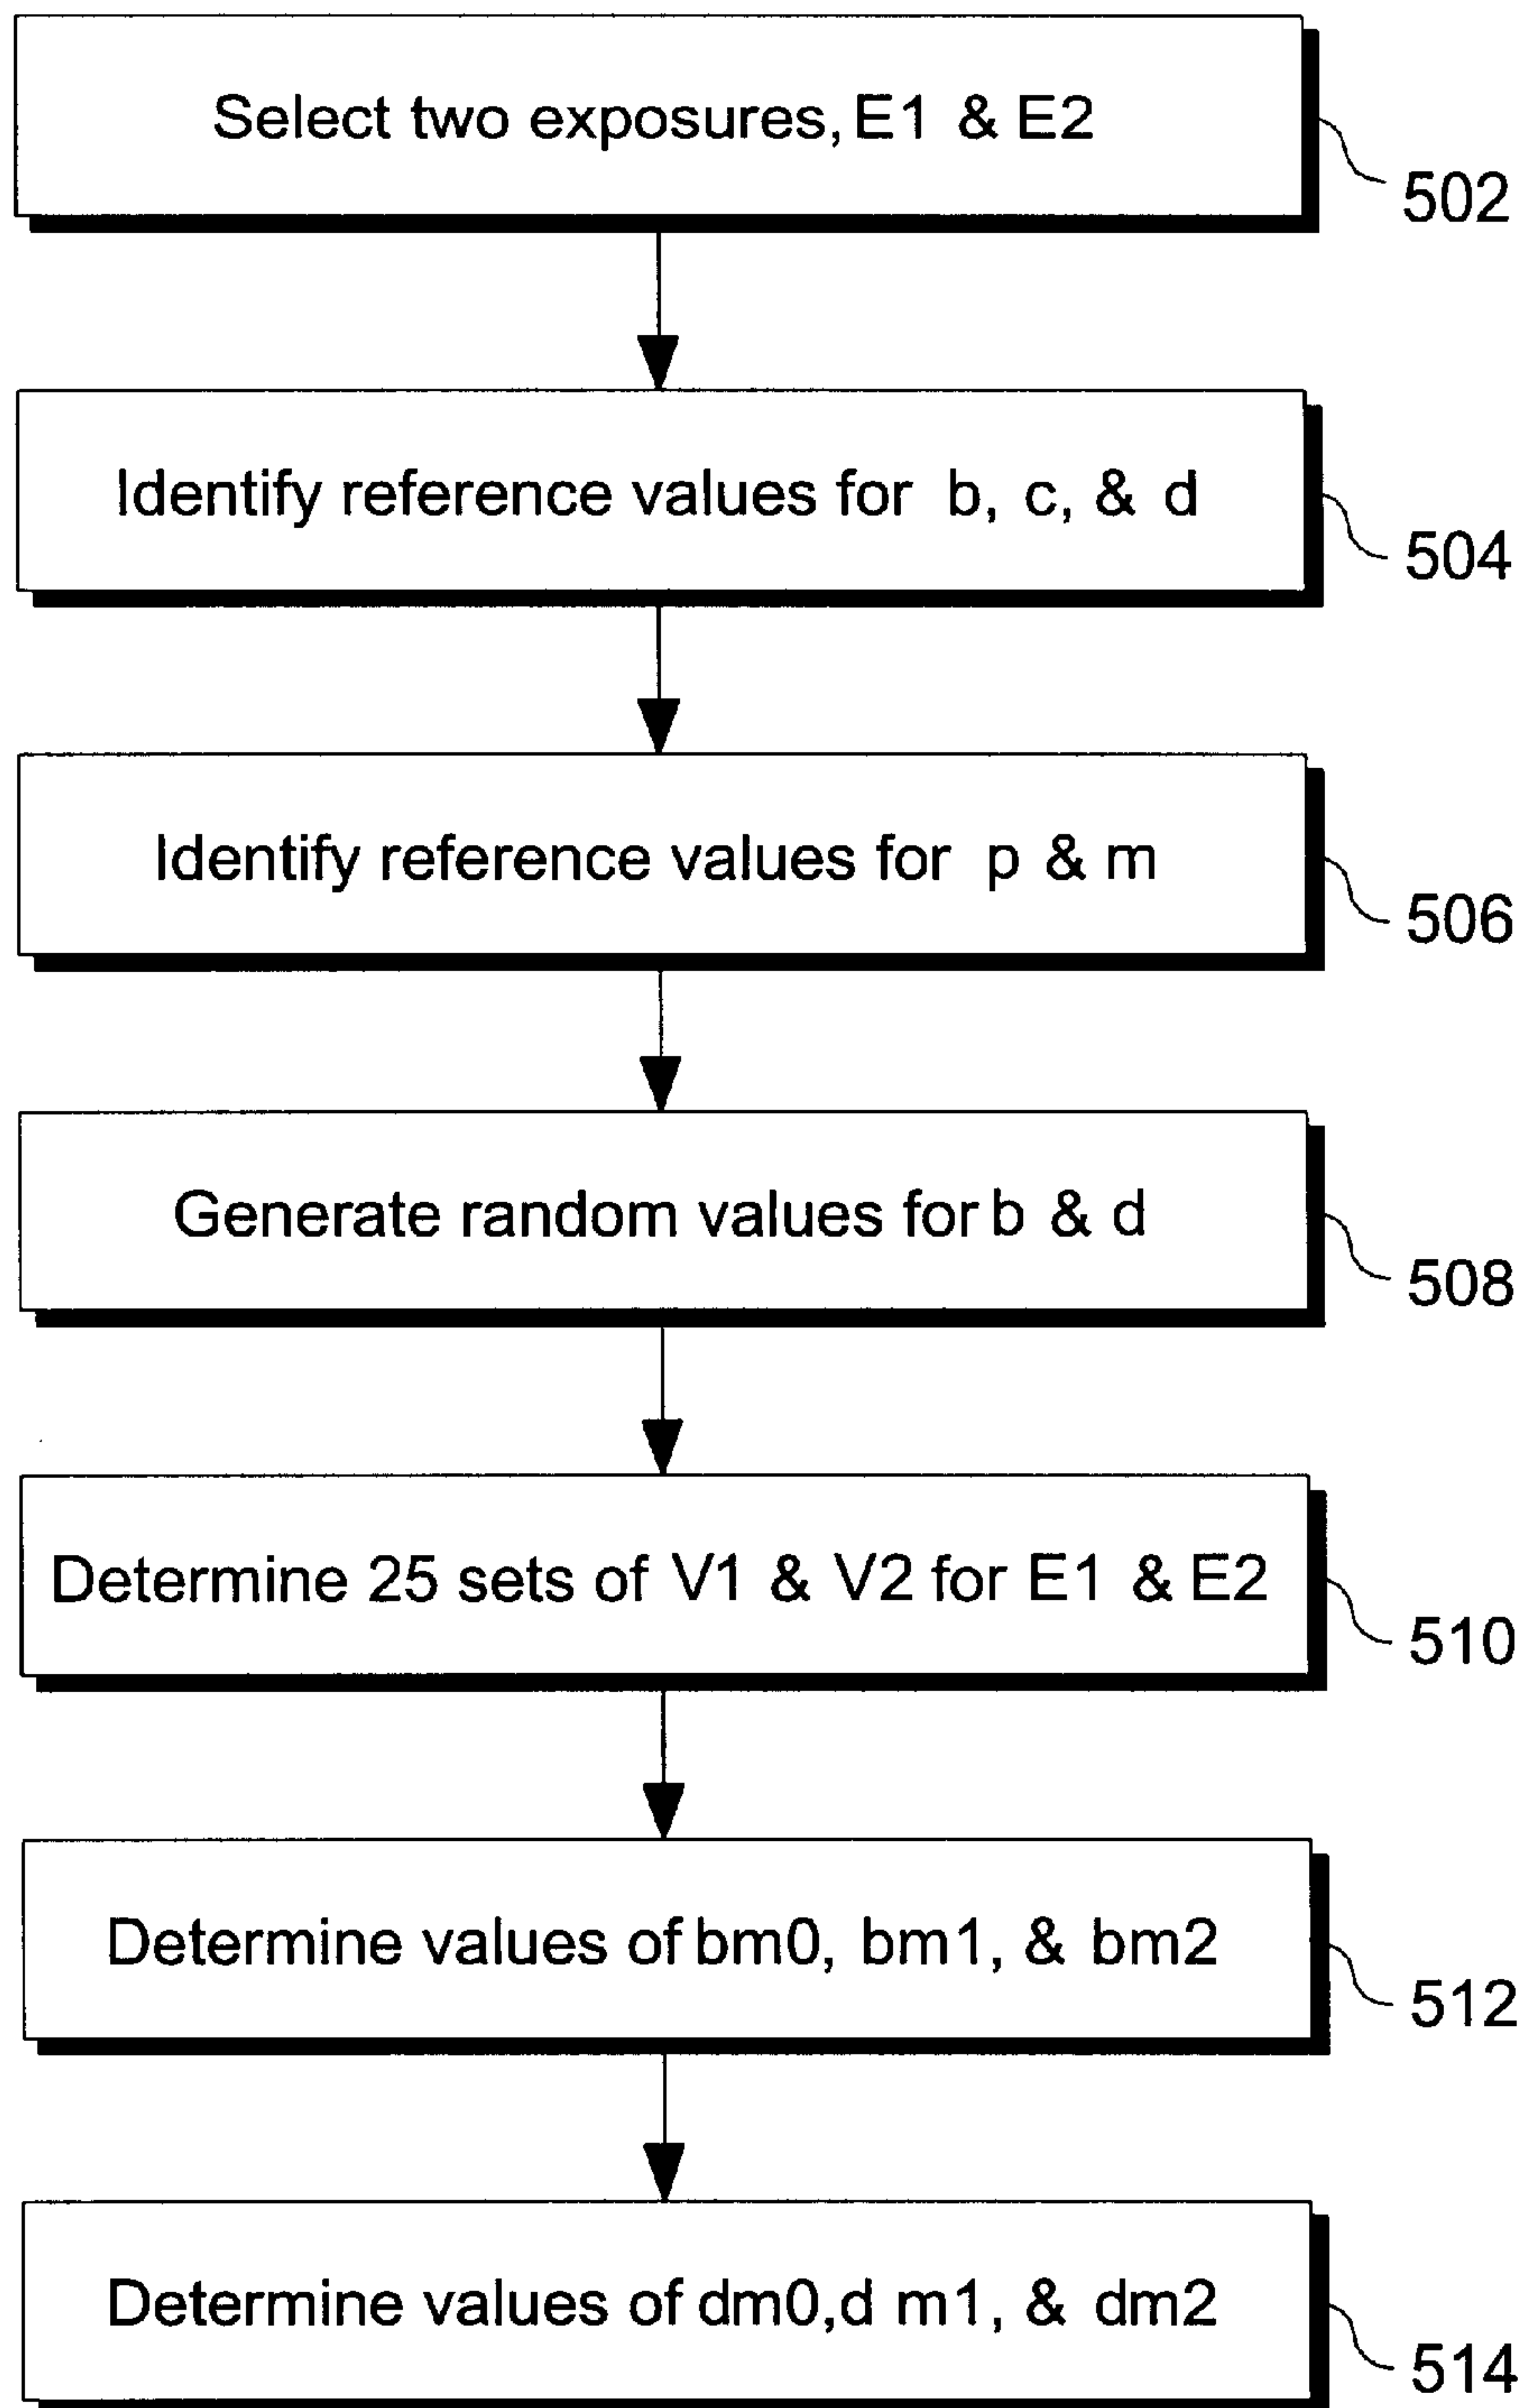 Select two exposures, E1 & E2
502
Identify reference values for b, c, & d
504
Identify reference values for p & m
506
Generate random values for b & d
508
Determine 25 sets of V1 & V2 for E1 & E2
510
Determine values of bm0, bm1, & bm2
512
Determine values of dm0,d m1, & dm2
514